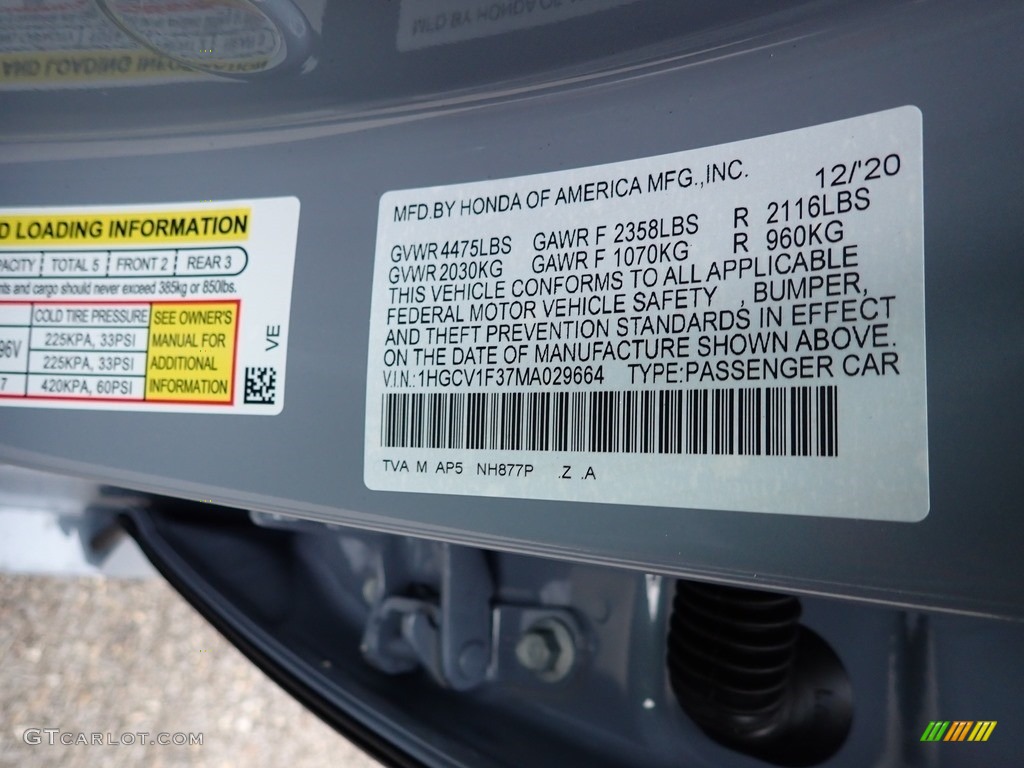 D LOADING INFORMATION
PACITY TOTAL 5 FRONT 2 REAR 3
nts and cargo should never exceed 385kg or 850lbs.
COLD TIRE PRESSURE SEE OWNER'S
96V 225KPA, 33PSI MANUAL FOR
225KPA, 33PSI ADDITIONAL
7 420KPA, 60PSI INFORMATION
VE
MFD.BY HONDA OF AMERICA MFG.,INC. 12/'20
GVWR 4475LBS GAWR F 2358LBS R 2116LBS
GVWR 2030KG GAWR F 1070KG R 960KG
THIS VEHICLE CONFORMS TO ALL APPLICABLE
FEDERAL MOTOR VEHICLE SAFETY , BUMPER,
AND THEFT PREVENTION STANDARDS IN EFFECT
ON THE DATE OF MANUFACTURE SHOWN ABOVE.
V.I.N.:1HGCV1F37MA029664 TYPE:PASSENGER CAR
TVA M AP5 NH877P .Z .A
GTCARLOT.COM